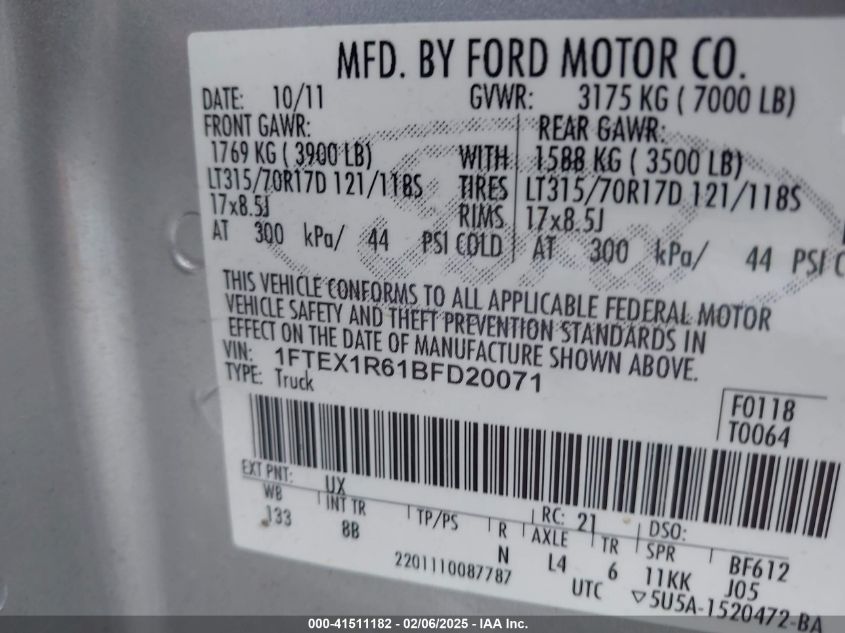 MFD. BY FORD MOTOR CO.
DATE: 10/11 GVWR: 3175 KG ( 7000 LB)
FRONT GAWR: REAR GAWR:
1769 KG ( 3900 LB) WITH 1588 KG ( 3500 LB)
LT315/70R17D 121/118S TIRES LT315/70R17D 121/118S
17x8.5J RIMS 17x8.5J
AT 300 kPa/ 44 PSI COLD AT 300 kPa/ 44 PSI C
THIS VEHICLE CONFORMS TO ALL APPLICABLE FEDERAL MOTOR
VEHICLE SAFETY AND THEFT PREVENTION STANDARDS IN
EFFECT ON THE DATE OF MANUFACTURE SHOWN ABOVE.
VIN: 1FTEX1R61BFD20071
TYPE: Truck
F0118
T0064
EXT PNT: UX RC: 21 DSO:
WB INT TR TP/PS R AXLE TR SPR BF612
133 8B N L4 6 11KK J05
2201110087787 UTC ▽5U5A-1520472-BA
000-41511182 - 02/06/2025 - IAA Inc.